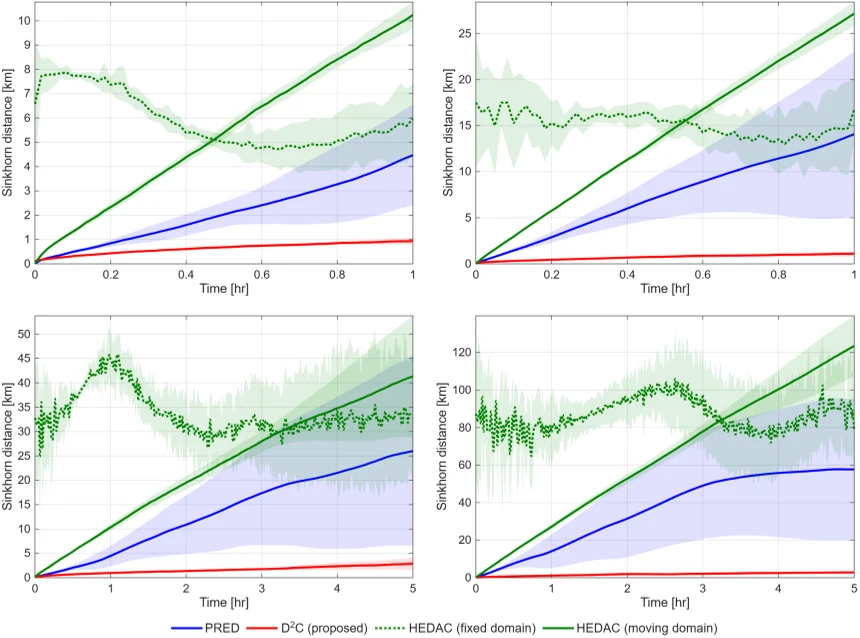 10
9
8
7
6
5
4
3
2
1
0
Sinkhorn distance [km]
0 0.2 0.4 0.6 0.8 1
Time [hr]
25
20
15
10
5
0
Sinkhorn distance [km]
0 0.2 0.4 0.6 0.8 1
Time [hr]
50
45
40
35
30
25
20
15
10
5
0
Sinkhorn distance [km]
0 1 2 3 4 5
Time [hr]
120
100
80
60
40
20
0
Sinkhorn distance [km]
0 1 2 3 4 5
Time [hr]
PRED D²C (proposed) HEDAC (fixed domain) HEDAC (moving domain)